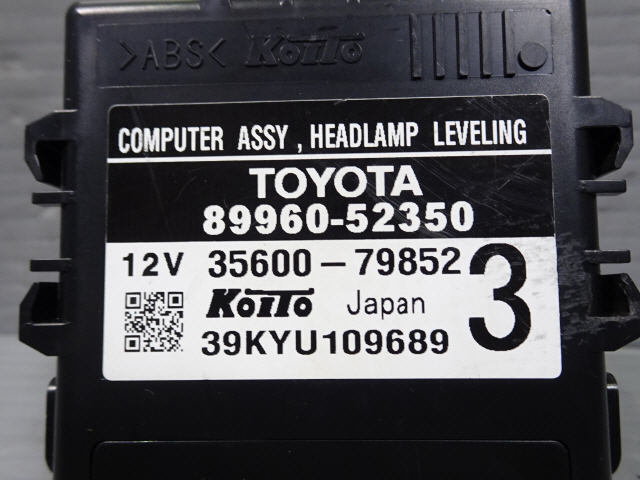 >ABS< KOITO
COMPUTER ASSY , HEADLAMP LEVELING
TOYOTA
89960-52350
12V 35600-79852
KOITO Japan 3
39KYU109689